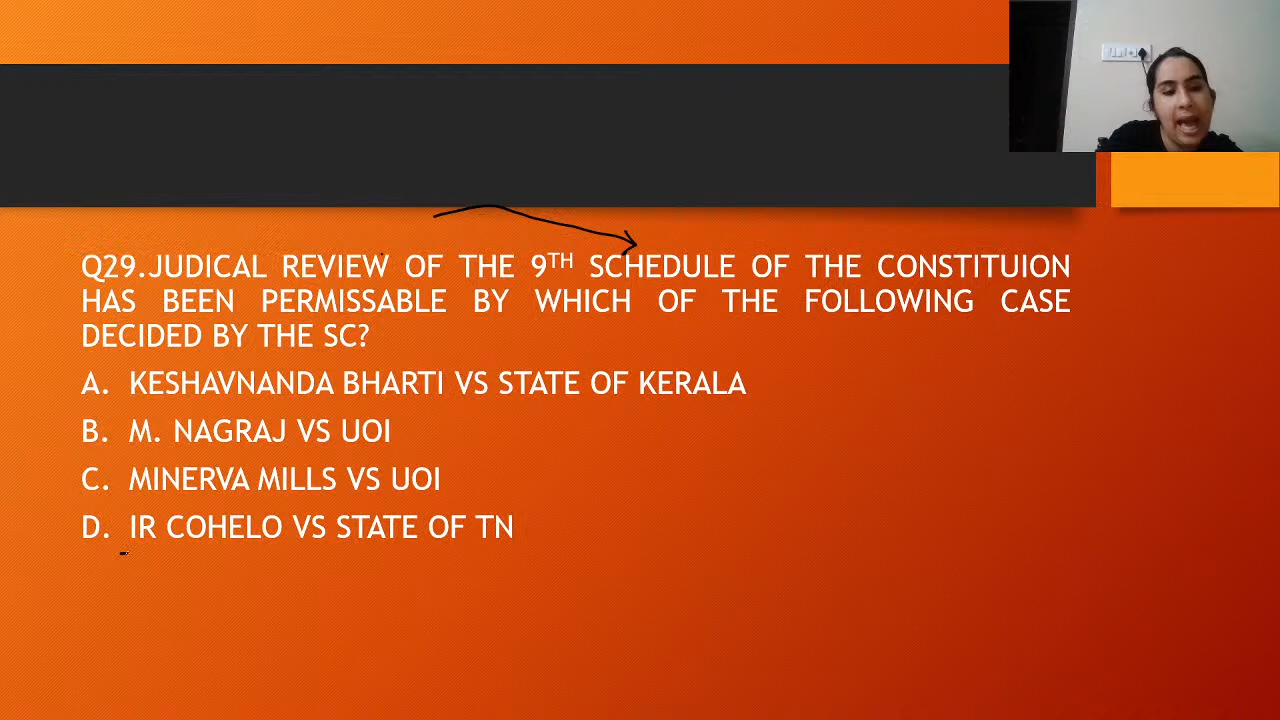 Q29.JUDICAL REVIEW OF THE 9TH SCHEDULE OF THE CONSTITUION
HAS BEEN PERMISSABLE BY WHICH OF THE FOLLOWING CASE
DECIDED BY THE SC?
A. KESHAVNANDA BHARTI VS STATE OF KERALA
B. M. NAGRAJ VS UOI
C. MINERVA MILLS VS UOI
D. IR COHELO VS STATE OF TN